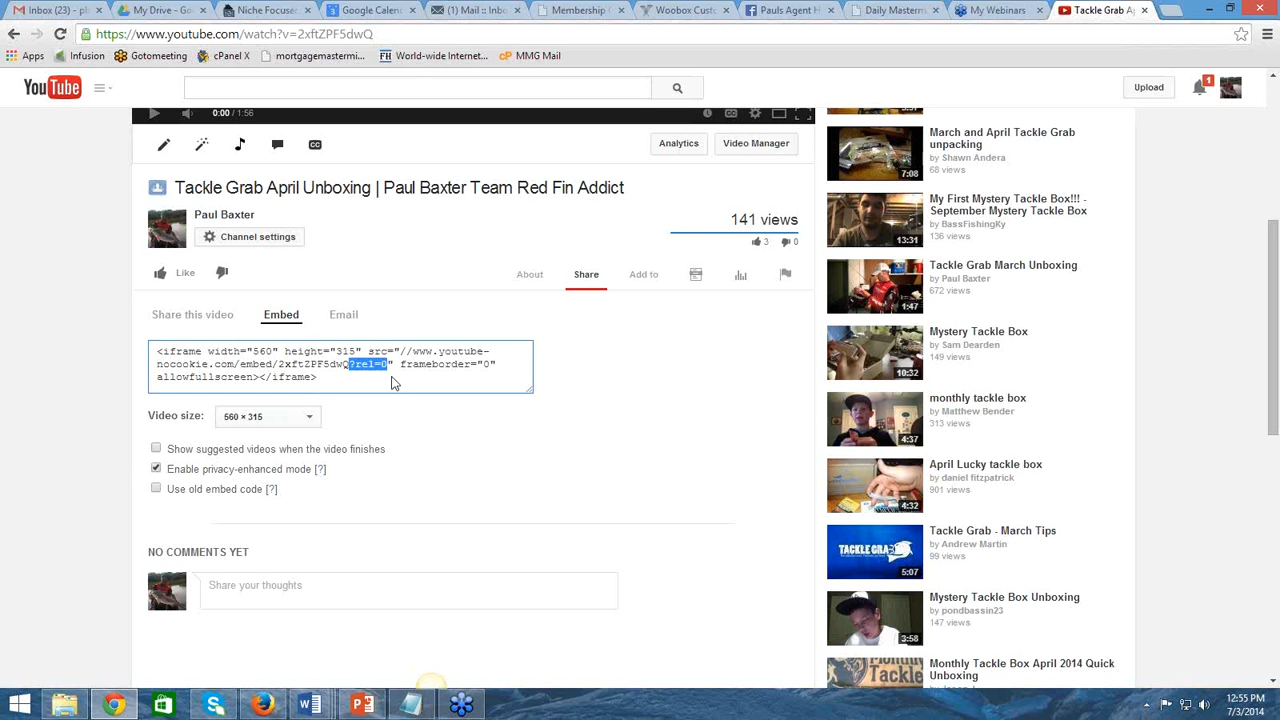 Niche Focuse
Google Calen
(1) Mail :: In
Membership (
Woobox Custo
Pauls Agent H
Daily Masterm
My Webinars
Tackle Grab A
https://www.youtube.com/watch?v=2xftZPF5dwQ
Apps
Infusion
Gotomeeting
cPanel X
mortgagemastermi...
World-wide Internet...
MMG Mail
YouTube
Upload
1
0:00 / 1:56
Analytics
Video Manager
Tackle Grab April Unboxing | Paul Baxter Team Red Fin Addict
Paul Baxter
Channel settings
141 views
3
0
Like
About
Share
Add to
Share this video
Embed
Email
<iframe width="560" height="315" src="//www.youtube-
nocookie.com/embed/2xftZPF5dwQ?rel=0" frameborder="0"
allowfullscreen></iframe>
Video size:
560 × 315
Show suggested videos when the video finishes
Enable privacy-enhanced mode [?]
Use old embed code [?]
NO COMMENTS YET
Share your thoughts
March and April Tackle Grab
unpacking
by Shawn Andera
68 views
7:08
My First Mystery Tackle Box!!! -
September Mystery Tackle Box
by BassFishingKy
136 views
13:31
Tackle Grab March Unboxing
by Paul Baxter
672 views
1:47
Mystery Tackle Box
by Sam Dearden
149 views
10:32
monthly tackle box
by Matthew Bender
313 views
4:37
April Lucky tackle box
by daniel fitzpatrick
901 views
4:32
Tackle Grab - March Tips
by Andrew Martin
99 views
TACKLE GRAB
5:07
Mystery Tackle Box Unboxing
by pondbassin23
147 views
3:58
Monthly Tackle Box April 2014 Quick
Unboxing
Monthly
Tackle
12:55 PM
7/3/2014